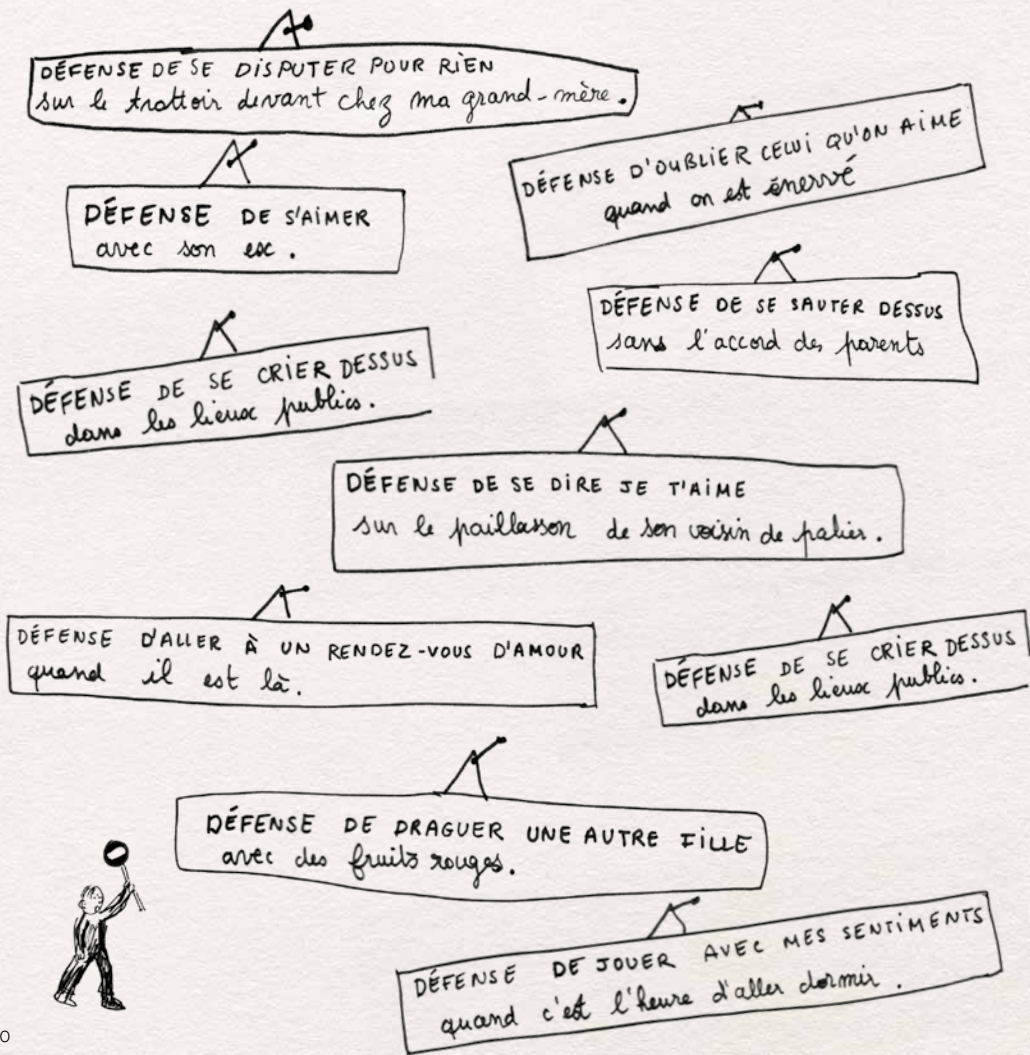 DÉFENSE DE SE DISPUTER POUR RIEN
sur le trottoir devant chez ma grand-mère.
DÉFENSE D'OUBLIER CELUI QU'ON AIME
quand on est énervé
DÉFENSE DE S'AIMER
avec son ex.
DÉFENSE DE SE SAUTER DESSUS
sans l'accord des parents
DÉFENSE DE SE CRIER DESSUS
dans les lieux publics.
DÉFENSE DE SE DIRE JE T'AIME
sur le paillasson de son voisin de palier.
DÉFENSE D'ALLER À UN RENDEZ-VOUS D'AMOUR
quand il est là.
DÉFENSE DE SE CRIER DESSUS
dans les lieux publics.
DÉFENSE DE DRAGUER UNE AUTRE FILLE
avec des fruits rouges.
DÉFENSE DE JOUER AVEC MES SENTIMENTS
quand c'est l'heure d'aller dormir.